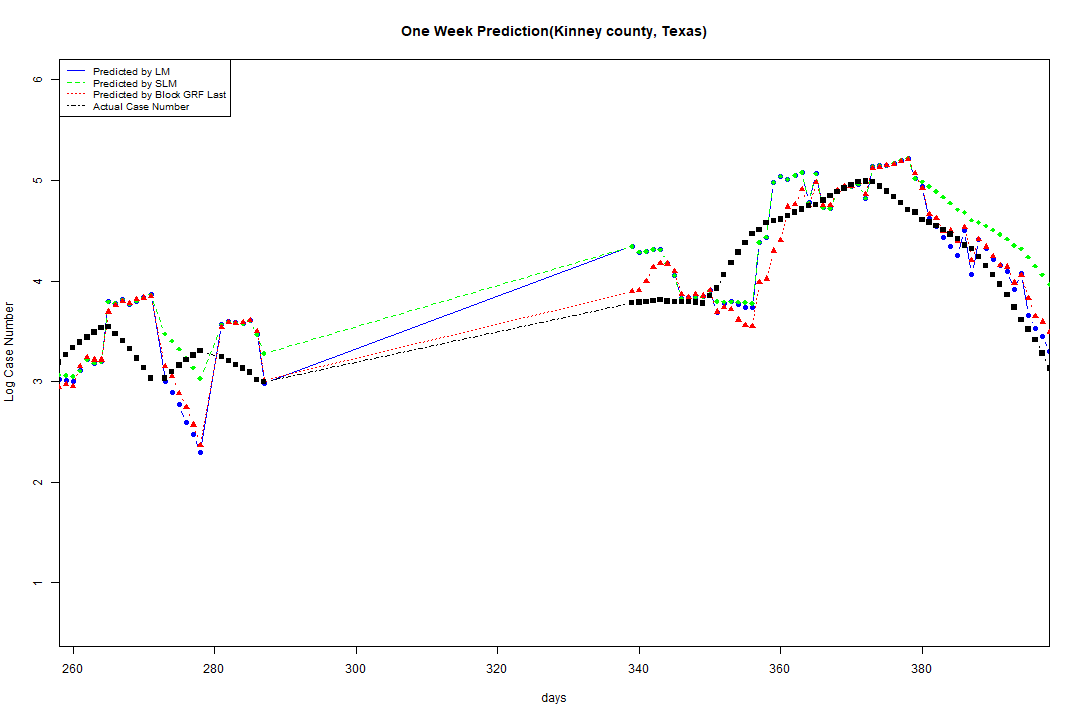 One Week Prediction(Kinney county, Texas)
Predicted by LM
Predicted by SLM
Predicted by Block GRF Last
Actual Case Number
6
5
4
3
2
1
Log Case Number
260 280 300 320 340 360 380
days